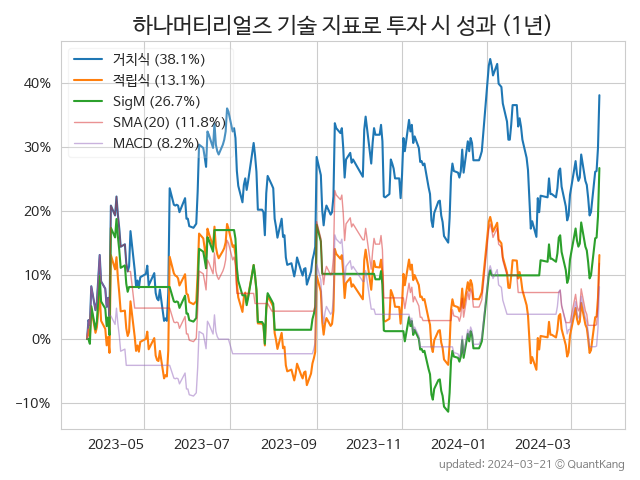 하나머티리얼즈 기술 지표로 투자 시 성과 (1년)
거치식 (38.1%)
적립식 (13.1%)
SigM (26.7%)
SMA(20) (11.8%)
MACD (8.2%)
40%
30%
20%
10%
0%
−10%
2023−05
2023−07
2023−09
2023−11
2024−01
2024−03
updated: 2024−03−21 © QuantKang